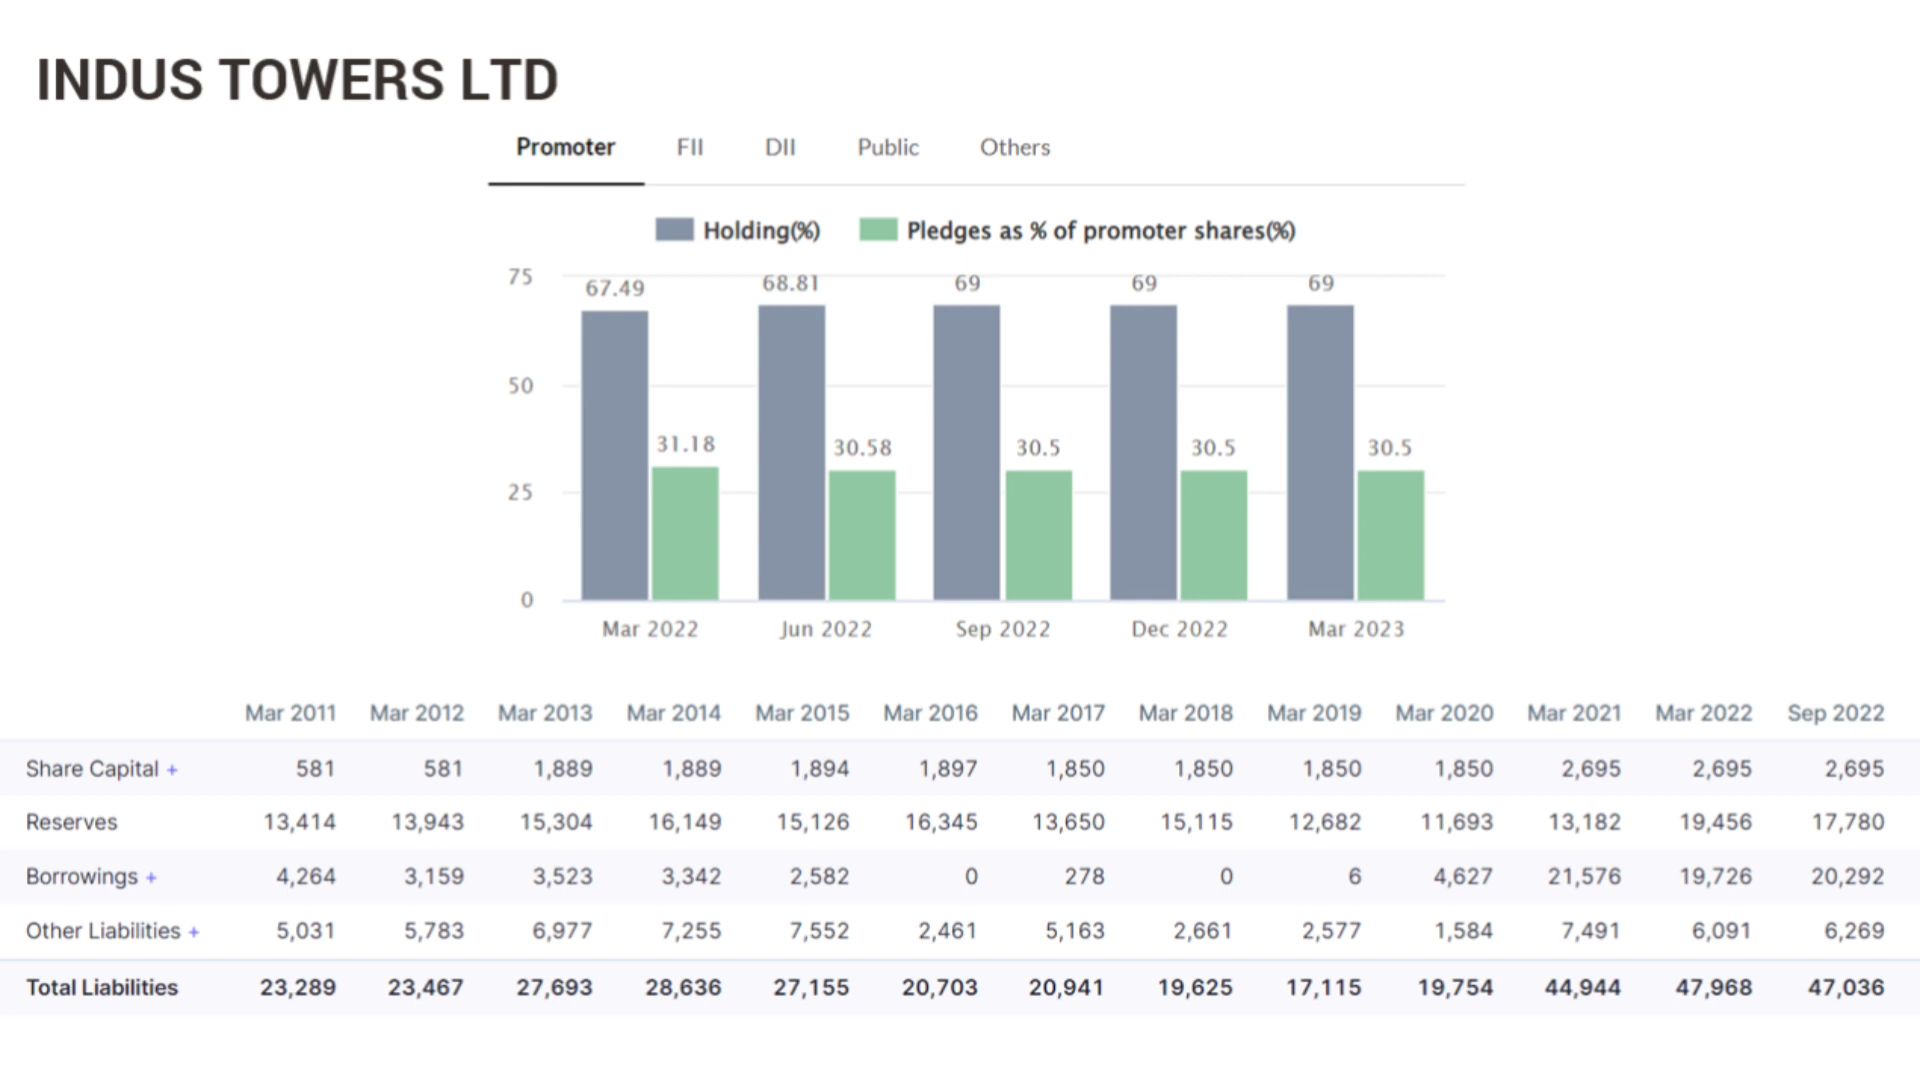 INDUS TOWERS LTD
Promoter FII DII Public Others
Holding(%) Pledges as % of promoter shares(%)
75
67.49 68.81 69 69 69
50
31.18 30.58 30.5 30.5 30.5
25
0
Mar 2022 Jun 2022 Sep 2022 Dec 2022 Mar 2023
Mar 2011 Mar 2012 Mar 2013 Mar 2014 Mar 2015 Mar 2016 Mar 2017 Mar 2018 Mar 2019 Mar 2020 Mar 2021 Mar 2022 Sep 2022
Share Capital + 581 581 1,889 1,889 1,894 1,897 1,850 1,850 1,850 1,850 2,695 2,695 2,695
Reserves 13,414 13,943 15,304 16,149 15,126 16,345 13,650 15,115 12,682 11,693 13,182 19,456 17,780
Borrowings + 4,264 3,159 3,523 3,342 2,582 0 278 0 6 4,627 21,576 19,726 20,292
Other Liabilities + 5,031 5,783 6,977 7,255 7,552 2,461 5,163 2,661 2,577 1,584 7,491 6,091 6,269
Total Liabilities 23,289 23,467 27,693 28,636 27,155 20,703 20,941 19,625 17,115 19,754 44,944 47,968 47,036